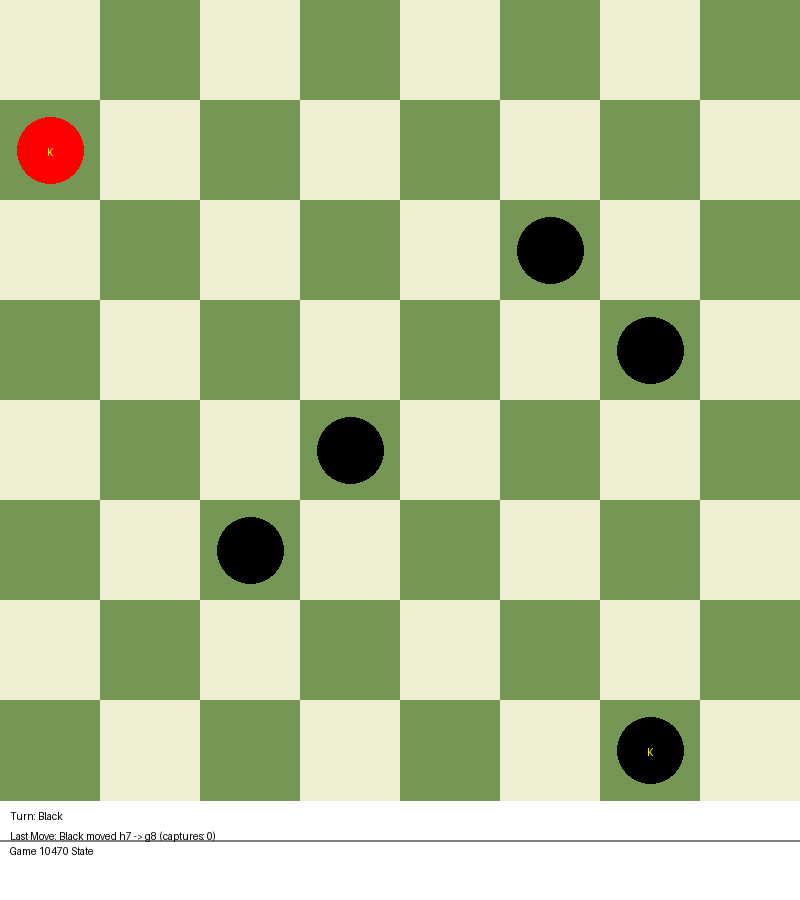 K
K
Turn: Black
Last Move: Black moved h7 -> g8 (captures: 0)
Game 10470 State